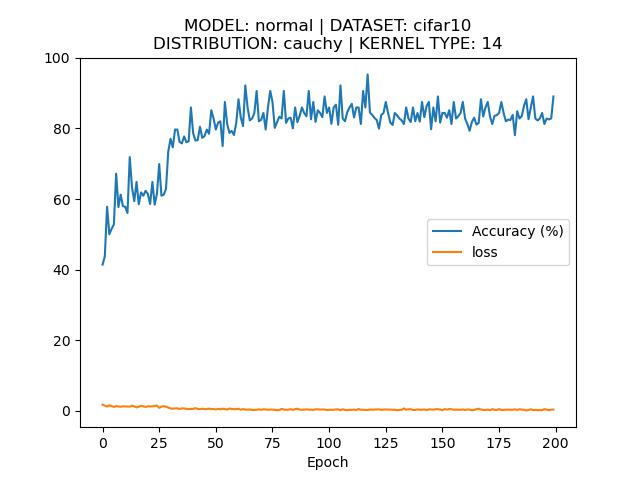 MODEL: normal | DATASET: cifar10
DISTRIBUTION: cauchy | KERNEL TYPE: 14
100
80
60
40
20
0
Accuracy (%)
loss
0 25 50 75 100 125 150 175 200
Epoch